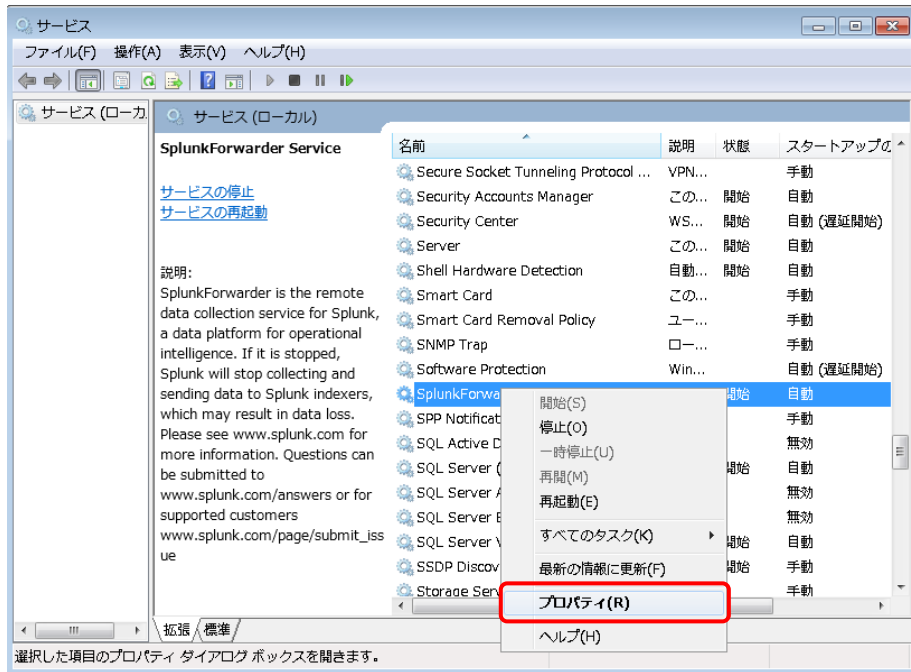 サービス
ファイル(F) 操作(A) 表示(V) ヘルプ(H)
サービス (ローカ
サービス (ローカル)
SplunkForwarder Service
サービスの停止
サービスの再起動
説明:
SplunkForwarder is the remote
data collection service for Splunk,
a data platform for operational
intelligence. If it is stopped,
Splunk will stop collecting and
sending data to Splunk indexers,
which may result in data loss.
Please see www.splunk.com for
more information. Questions can
be submitted to
www.splunk.com/answers or for
supported customers
www.splunk.com/page/submit_iss
ue
名前 説明 状態 スタートアップの
Secure Socket Tunneling Protocol ... VPN... 手動
Security Accounts Manager この... 開始 自動
Security Center WS... 開始 自動 (遅延開始)
Server この... 開始 自動
Shell Hardware Detection 自動... 開始 自動
Smart Card この... 手動
Smart Card Removal Policy ユー... 手動
SNMP Trap ロー... 手動
Software Protection Win... 自動 (遅延開始)
SplunkForwa 開始 自動
SPP Notificat 手動
SQL Active D 無効
SQL Server ( 開始 自動
SQL Server A 無効
SQL Server B 無効
SQL Server V 開始 自動
SSDP Discov 開始 手動
Storage Serv 手動
開始(S)
停止(O)
一時停止(U)
再開(M)
再起動(E)
すべてのタスク(K)
最新の情報に更新(F)
プロパティ(R)
ヘルプ(H)
拡張 標準
選択した項目のプロパティ ダイアログ ボックスを開きます。